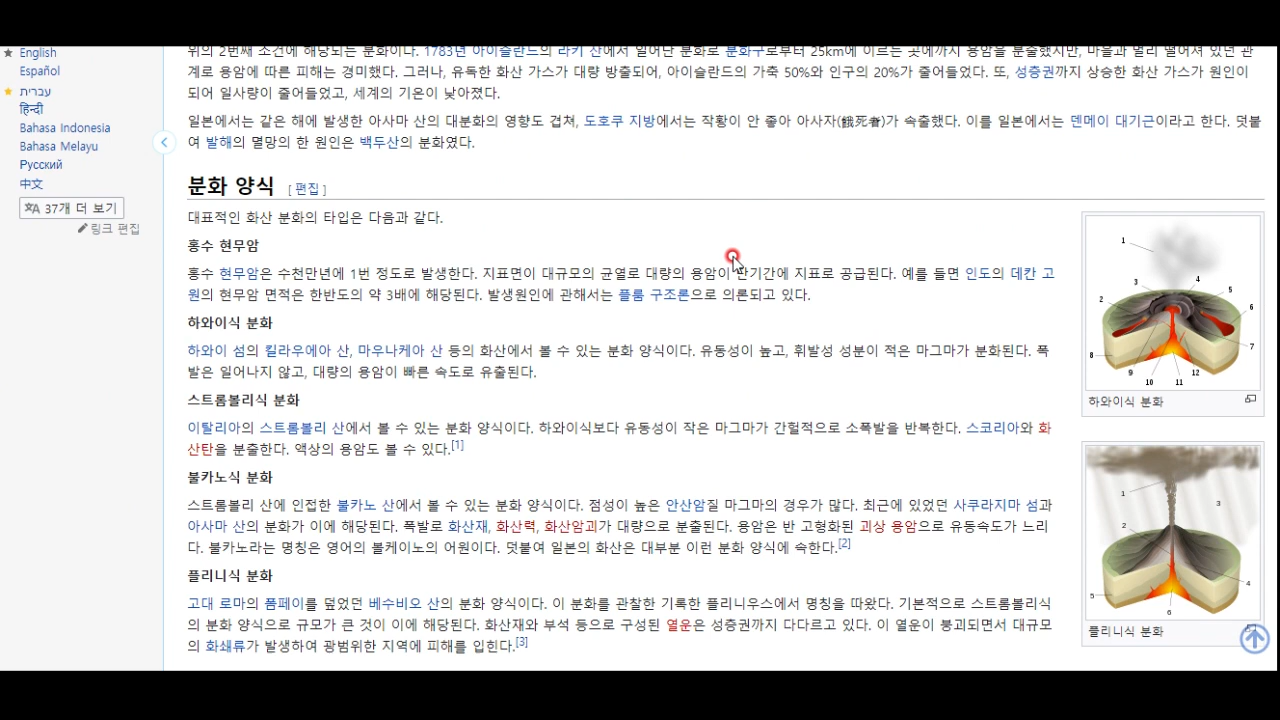 English
Español
עברית
हिन्दी
Bahasa Indonesia
Bahasa Melayu
Русский
中文
37개 더 보기
링크 편집
위의 2번째 조건에 해당되는 분화이다. 1783년 아이슬란드의 라키 산에서 일어난 분화로 분화구로부터 25km에 이르는 곳에까지 용암을 분출했지만, 마을과 멀리 떨어져 있던 관
계로 용암에 따른 피해는 경미했다. 그러나, 유독한 화산 가스가 대량 방출되어, 아이슬란드의 가축 50%와 인구의 20%가 줄어들었다. 또, 성층권까지 상승한 화산 가스가 원인이
되어 일사량이 줄어들었고, 세계의 기온이 낮아졌다.
일본에서는 같은 해에 발생한 아사마 산의 대분화의 영향도 겹쳐, 도호쿠 지방에서는 작황이 안 좋아 아사자(餓死者)가 속출했다. 이를 일본에서는 덴메이 대기근이라고 한다. 덧붙
여 발해의 멸망의 한 원인은 백두산의 분화였다.
분화 양식 [ 편집 ]
대표적인 화산 분화의 타입은 다음과 같다.
홍수 현무암
홍수 현무암은 수천만년에 1번 정도로 발생한다. 지표면이 대규모의 균열로 대량의 용암이 단기간에 지표로 공급된다. 예를 들면 인도의 데칸 고
원의 현무암 면적은 한반도의 약 3배에 해당된다. 발생원인에 관해서는 플룸 구조론으로 의론되고 있다.
하와이식 분화
하와이 섬의 킬라우에아 산, 마우나케아 산 등의 화산에서 볼 수 있는 분화 양식이다. 유동성이 높고, 휘발성 성분이 적은 마그마가 분화된다. 폭
발은 일어나지 않고, 대량의 용암이 빠른 속도로 유출된다.
스트롬볼리식 분화
이탈리아의 스트롬볼리 산에서 볼 수 있는 분화 양식이다. 하와이식보다 유동성이 작은 마그마가 간헐적으로 소폭발을 반복한다. 스코리아와 화
산탄을 분출한다. 액상의 용암도 볼 수 있다.[1]
불카노식 분화
스트롬볼리 산에 인접한 불카노 산에서 볼 수 있는 분화 양식이다. 점성이 높은 안산암질 마그마의 경우가 많다. 최근에 있었던 사쿠라지마 섬과
아사마 산의 분화가 이에 해당된다. 폭발로 화산재, 화산력, 화산암괴가 대량으로 분출된다. 용암은 반 고형화된 괴상 용암으로 유동속도가 느리
다. 불카노라는 명칭은 영어의 볼케이노의 어원이다. 덧붙여 일본의 화산은 대부분 이런 분화 양식에 속한다.[2]
플리니식 분화
고대 로마의 폼페이를 덮었던 베수비오 산의 분화 양식이다. 이 분화를 관찰한 기록한 플리니우스에서 명칭을 따왔다. 기본적으로 스트롬볼리식
의 분화 양식으로 규모가 큰 것이 이에 해당된다. 화산재와 부석 등으로 구성된 열운은 성층권까지 다다르고 있다. 이 열운이 붕괴되면서 대규모
의 화쇄류가 발생하여 광범위한 지역에 피해를 입힌다.[3]
1
2
3
4
5
6
7
8
9
10
11
12
하와이식 분화
1
2
3
4
5
6
플리니식 분화